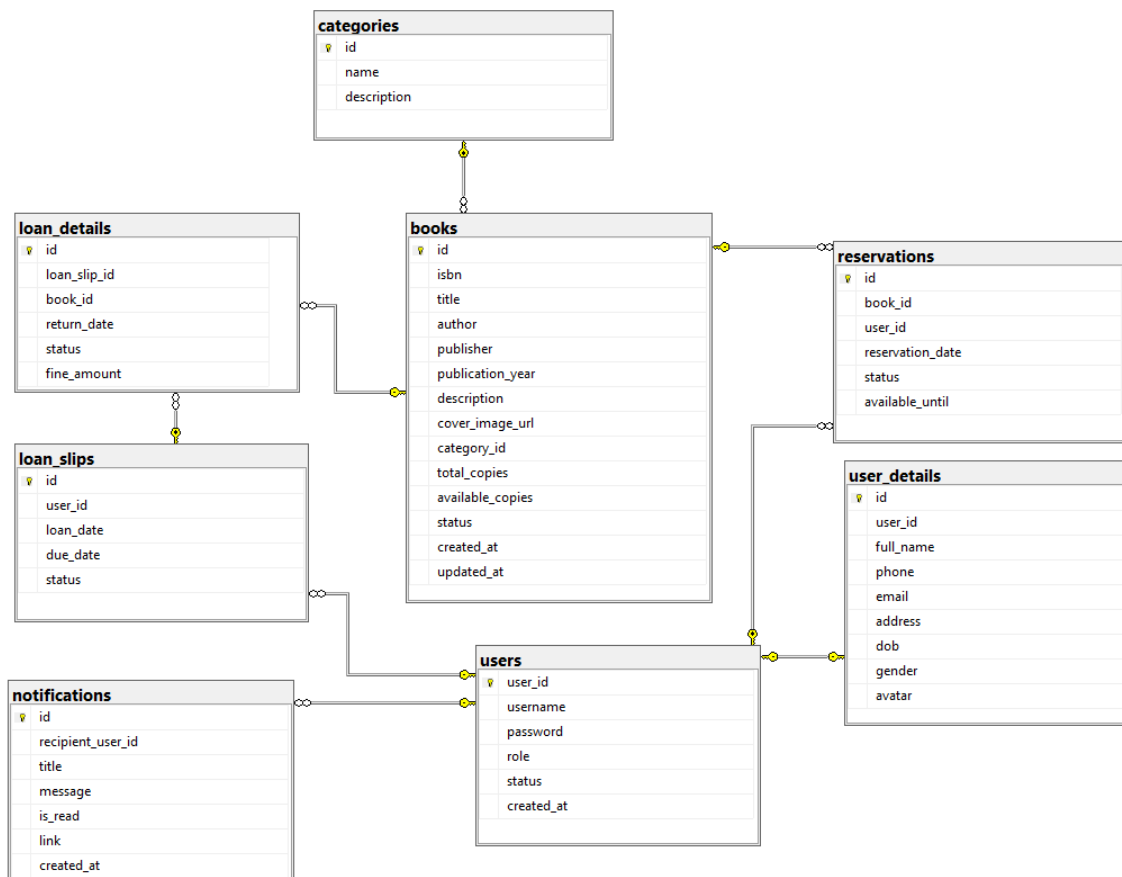 categories
id
name
description
loan_details
id
loan_slip_id
book_id
return_date
status
fine_amount
books
id
isbn
title
author
publisher
publication_year
description
cover_image_url
category_id
total_copies
available_copies
status
created_at
updated_at
reservations
id
book_id
user_id
reservation_date
status
available_until
loan_slips
id
user_id
loan_date
due_date
status
user_details
id
user_id
full_name
phone
email
address
dob
gender
avatar
users
user_id
username
password
role
status
created_at
notifications
id
recipient_user_id
title
message
is_read
link
created_at